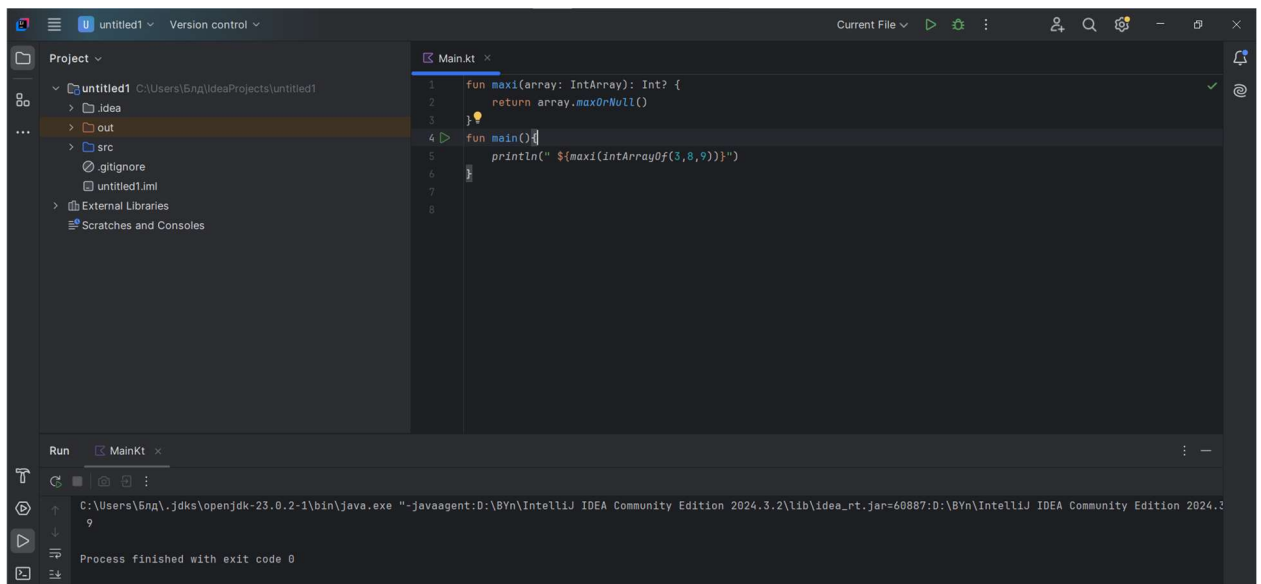 U untitled1 Version control Current File
Project
Main.kt
untitled1 C:\Users\Блд\IdeaProjects\untitled1
.idea
out
src
.gitignore
untitled1.iml
External Libraries
Scratches and Consoles
1 fun maxi(array: IntArray): Int? {
2     return array.maxOrNull()
3 }
4 fun main(){
5     println(" ${maxi(intArrayOf(3,8,9))}")
6 }
7
8
Run MainKt
C:\Users\Блд\.jdks\openjdk-23.0.2-1\bin\java.exe "-javaagent:D:\BYn\IntelliJ IDEA Community Edition 2024.3.2\lib\idea_rt.jar=60887:D:\BYn\IntelliJ IDEA Community Edition 2024.3
9
Process finished with exit code 0